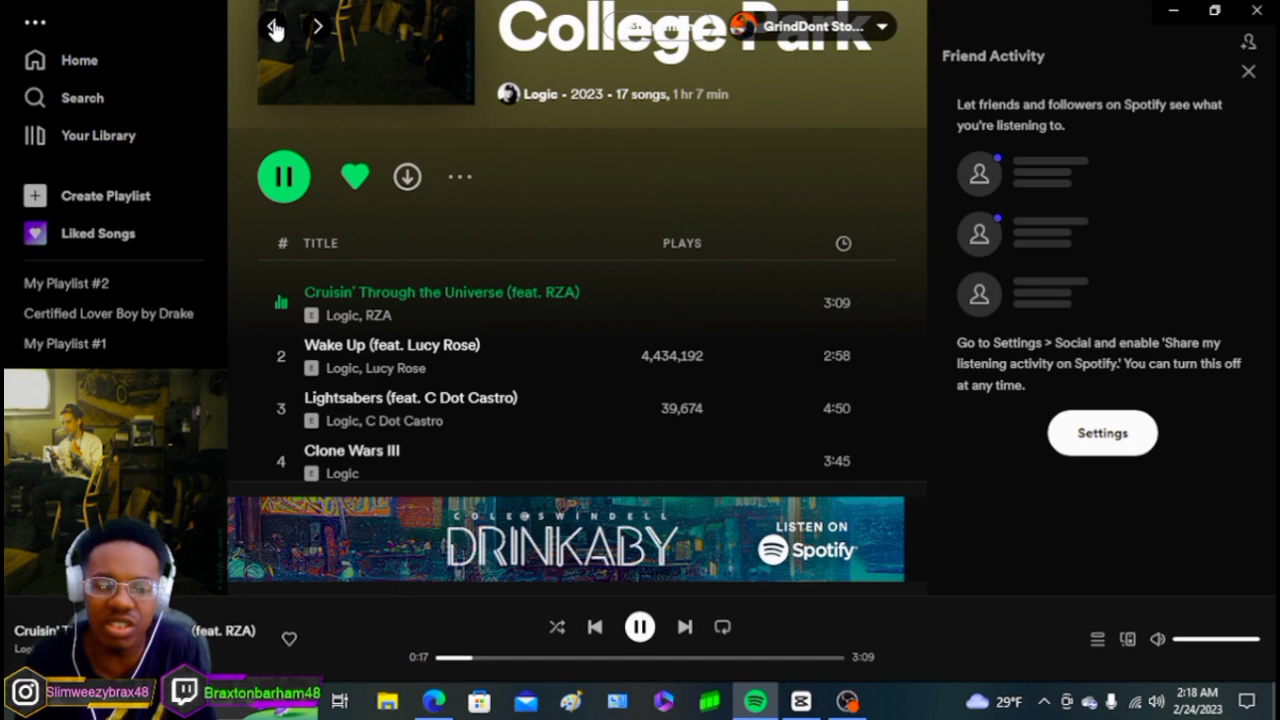 Home
Search
Your Library
Create Playlist
Liked Songs
My Playlist #2
Certified Lover Boy by Drake
My Playlist #1
College Park
GrindDont Sto...
Logic • 2023 • 17 songs, 1 hr 7 min
# TITLE PLAYS
Cruisin' Through the Universe (feat. RZA)
E Logic, RZA
3:09
2 Wake Up (feat. Lucy Rose) 4,434,192 2:58
E Logic, Lucy Rose
3 Lightsabers (feat. C Dot Castro) 39,674 4:50
E Logic, C Dot Castro
4 Clone Wars III 3:45
E Logic
COLE SWINDELL
DRINKABY
LISTEN ON
Spotify
Friend Activity
Let friends and followers on Spotify see what
you're listening to.
Go to Settings > Social and enable 'Share my
listening activity on Spotify.' You can turn this off
at any time.
Settings
Cruisin' T (feat. RZA)
0:17 3:09
Slimweezybrax48
Braxtonbarham48
29°F
2:18 AM
2/24/2023